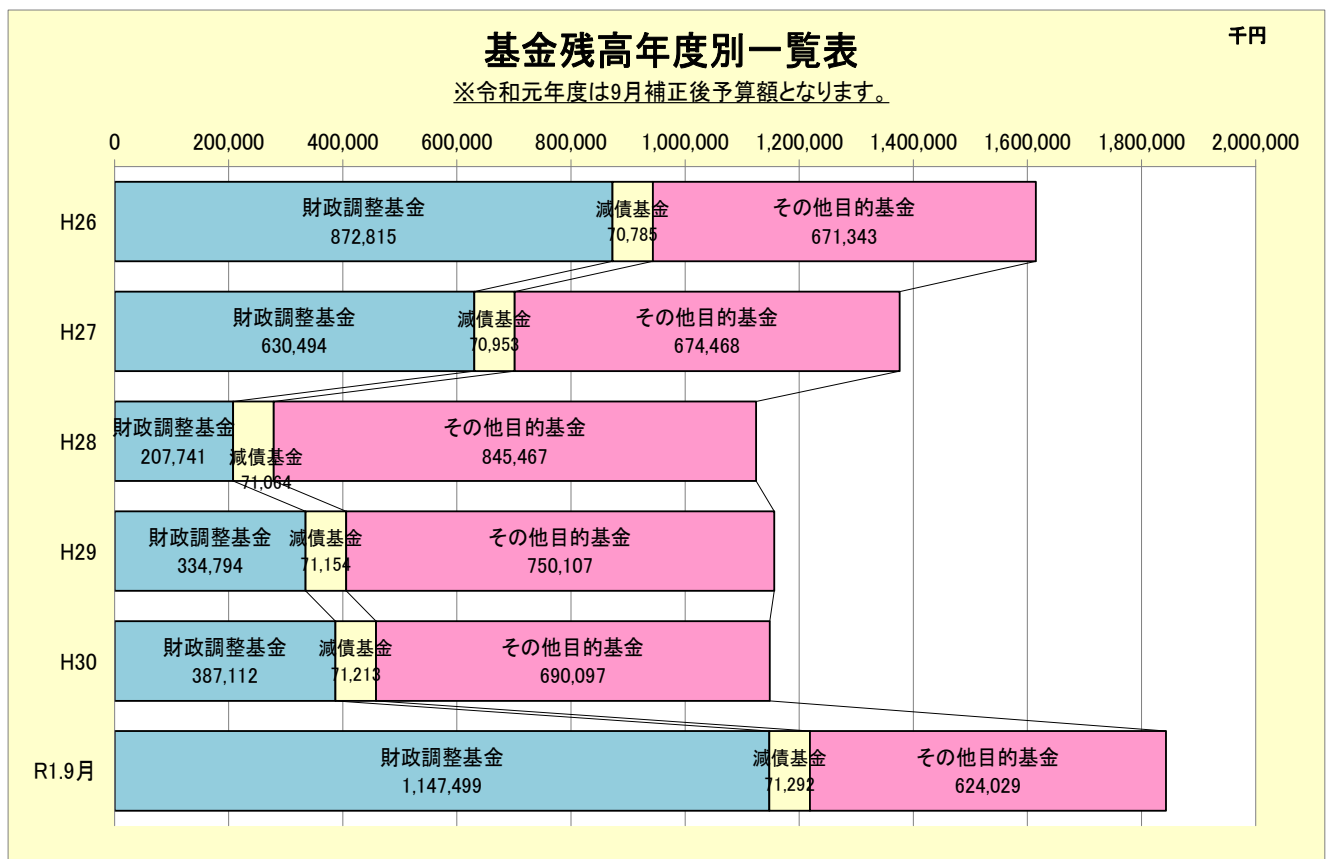 基金残高年度別一覧表
千円
※令和元年度は9月補正後予算額となります。
0 200,000 400,000 600,000 800,000 1,000,000 1,200,000 1,400,000 1,600,000 1,800,000 2,000,000
H26
財政調整基金
872,815
減債基金
70,785
その他目的基金
671,343
H27
財政調整基金
630,494
減債基金
70,953
その他目的基金
674,468
H28
財政調整基金
207,741
減債基金
71,064
その他目的基金
845,467
H29
財政調整基金
334,794
減債基金
71,154
その他目的基金
750,107
H30
財政調整基金
387,112
減債基金
71,213
その他目的基金
690,097
R1.9月
財政調整基金
1,147,499
減債基金
71,292
その他目的基金
624,029